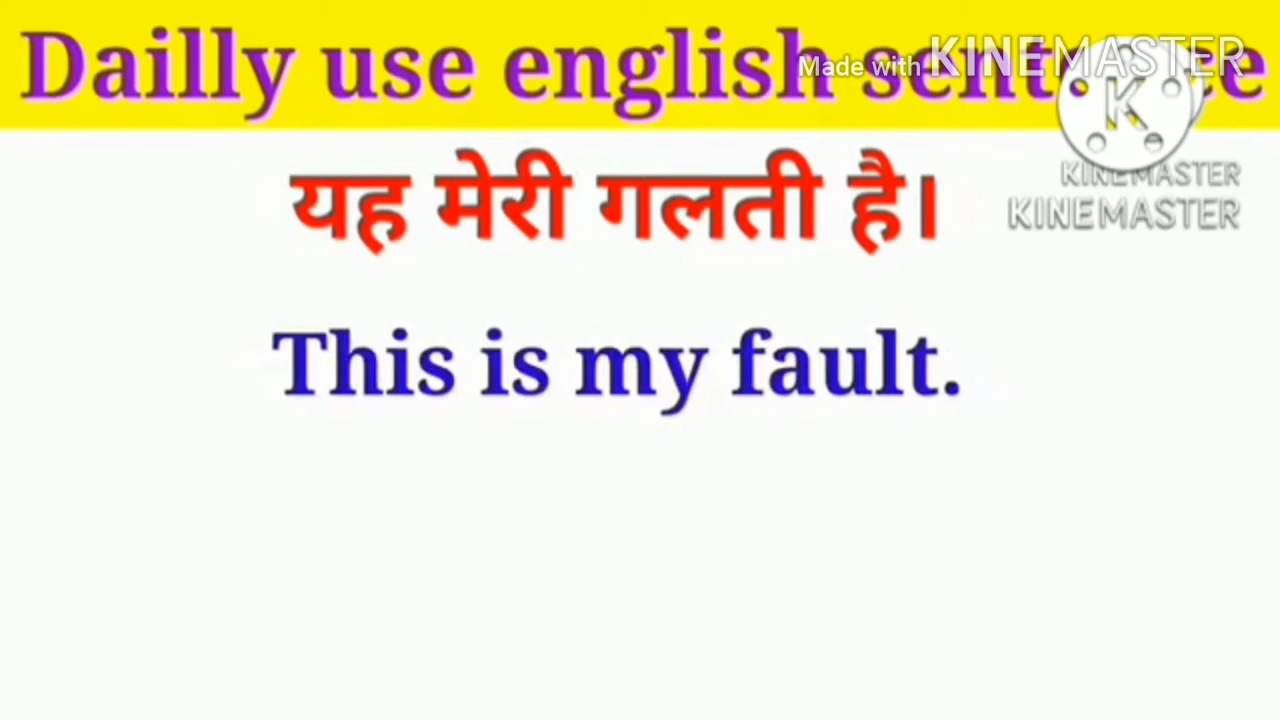 Dailly use english
Made with KINEMASTER
यह मेरी गलती है।
KINEMASTER
KINEMASTER
This is my fault.